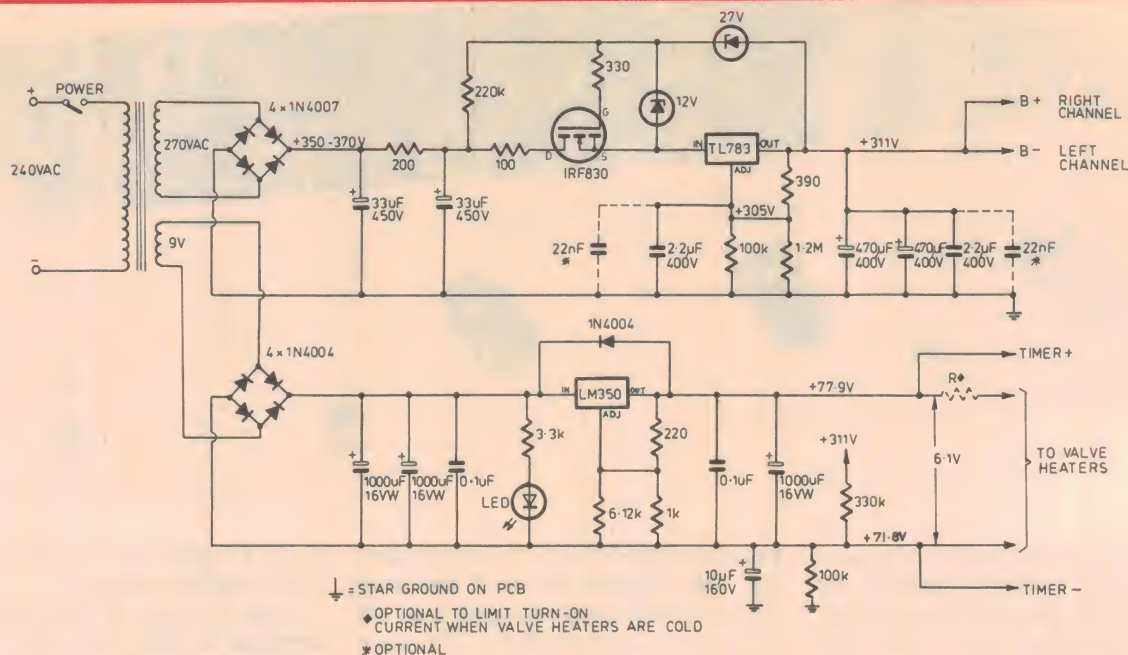 27V
330
+
POWER
4 x 1N4007
220k
G
12V
B+ RIGHT CHANNEL
270VAC
+350-370V
D
S
IN TL783 OUT
ADJ
+311V
B- LEFT CHANNEL
240VAC
200
100
IRF830
390
+
33uF
450V
+
33uF
450V
+305V
9V
22nF
*
2·2µF
400V
100k
1·2M
+
470µF
400V
+
470µF
400V
2·2µF
400V
22nF
*
–
1N4004
4 x 1N4004
TIMER+
IN LM350 OUT
ADJ
+77·9V
R◆
3·3k
220
+311V
TO VALVE
HEATERS
+
1000uF
16VW
+
1000uF
16VW
0·1uF
LED
6·12k
1k
0·1uF
+
1000uF
16VW
330k
6·1V
+71·8V
+
10µF
160V
100k
TIMER–
= STAR GROUND ON PCB
◆ OPTIONAL TO LIMIT TURN-ON
CURRENT WHEN VALVE HEATERS ARE COLD
* OPTIONAL